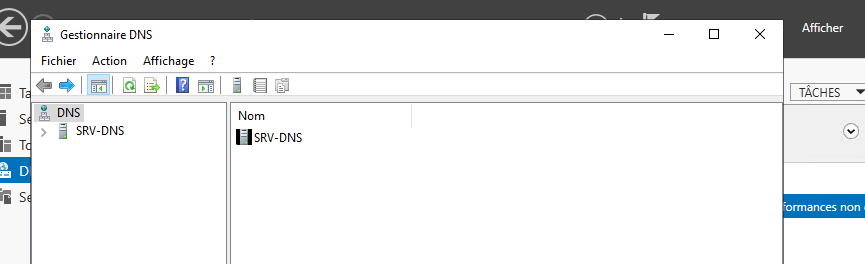 Gestionnaire DNS
Afficher
Fichier Action Affichage ?
TÂCHES
DNS
SRV-DNS
Nom
SRV-DNS
formances non